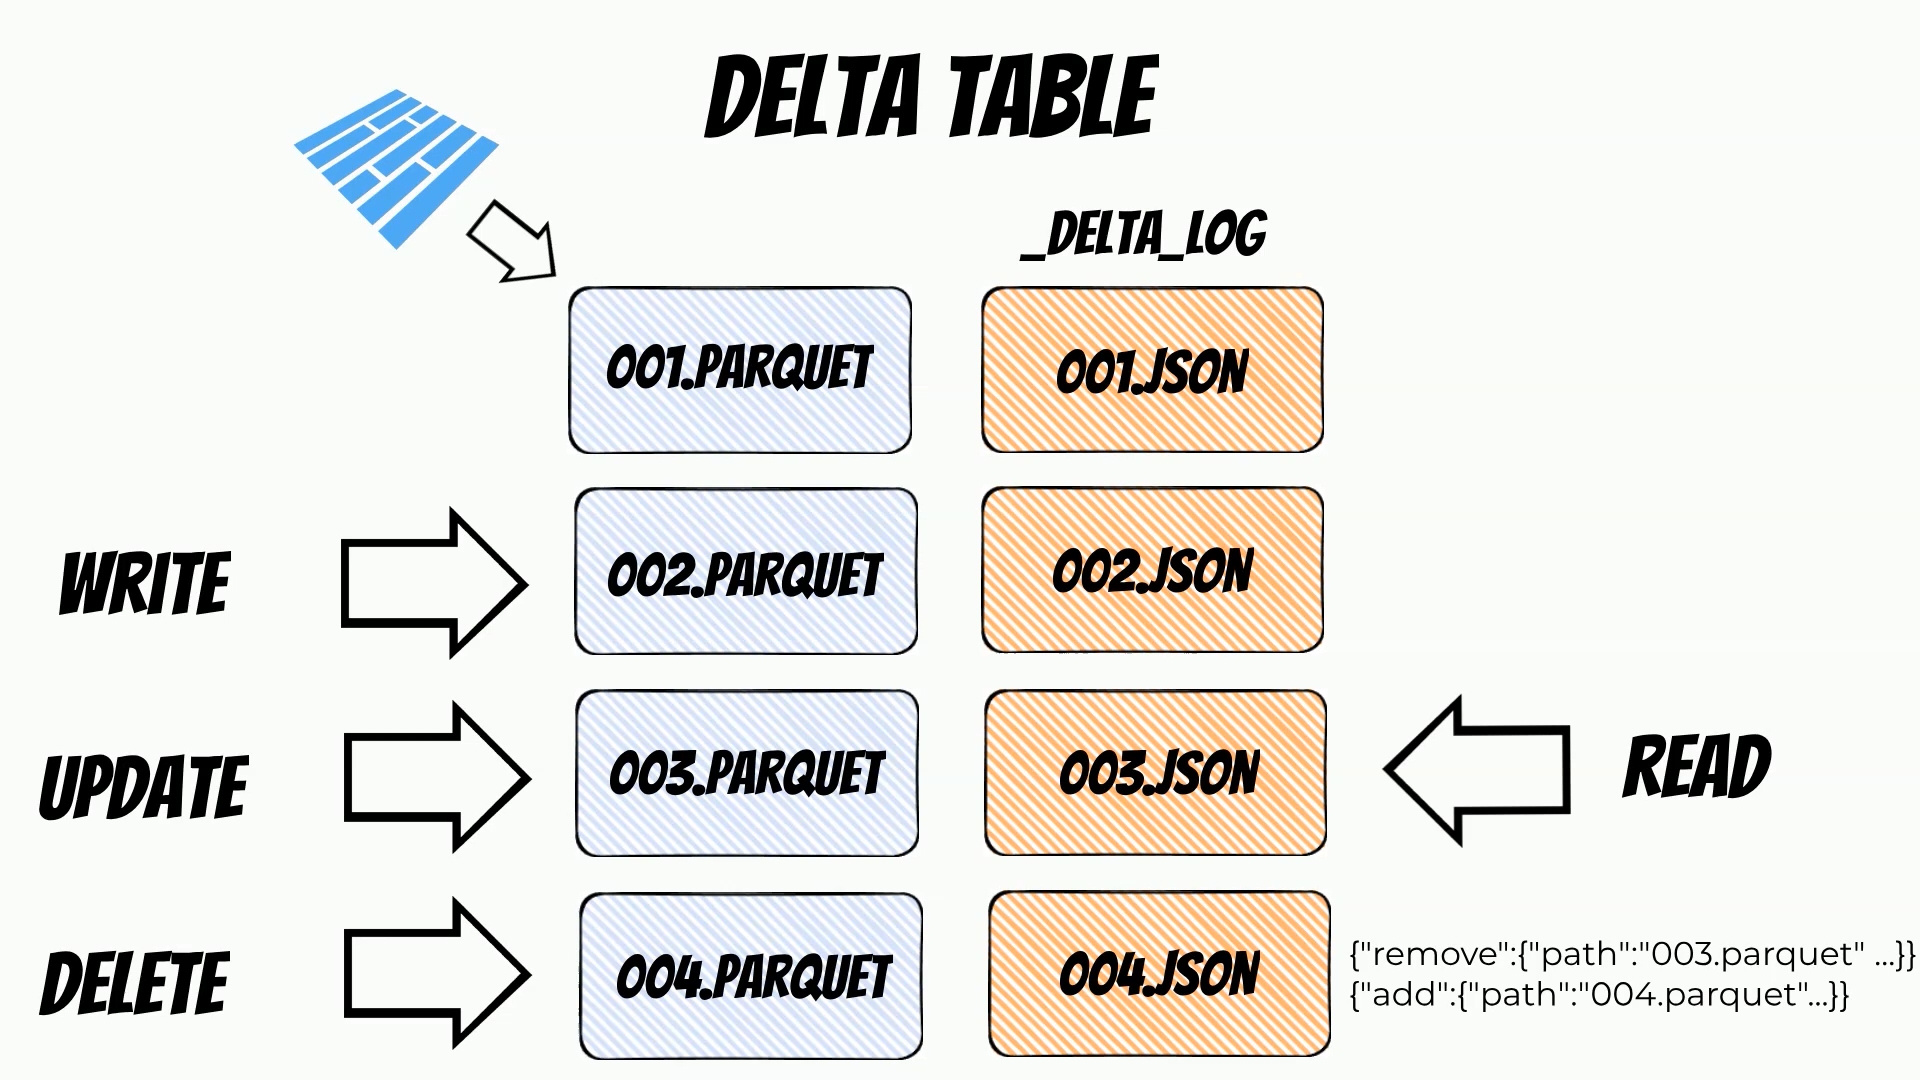 DELTA TABLE
_DELTA_LOG
001.PARQUET
001.JSON
WRITE
002.PARQUET
002.JSON
UPDATE
003.PARQUET
003.JSON
READ
DELETE
004.PARQUET
004.JSON
{"remove":{"path":"003.parquet" ...}}
{"add":{"path":"004.parquet"...}}